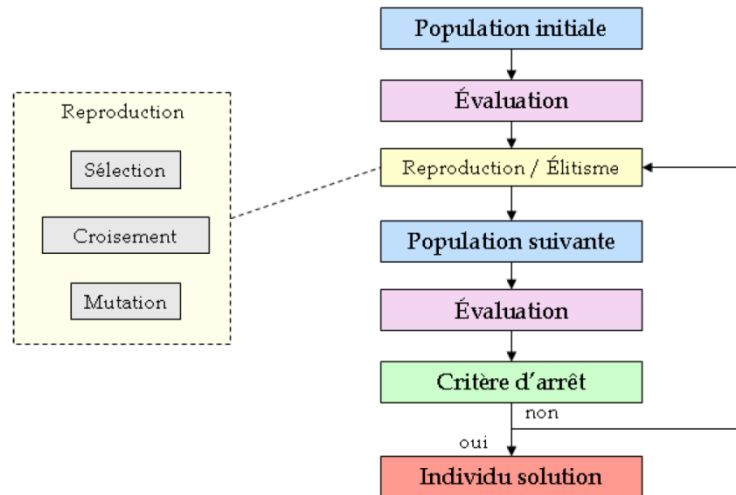 Population initiale
Évaluation
Reproduction
Sélection
Croisement
Mutation
Reproduction / Élitisme
Population suivante
Évaluation
Critère d'arrêt
non
oui
Individu solution